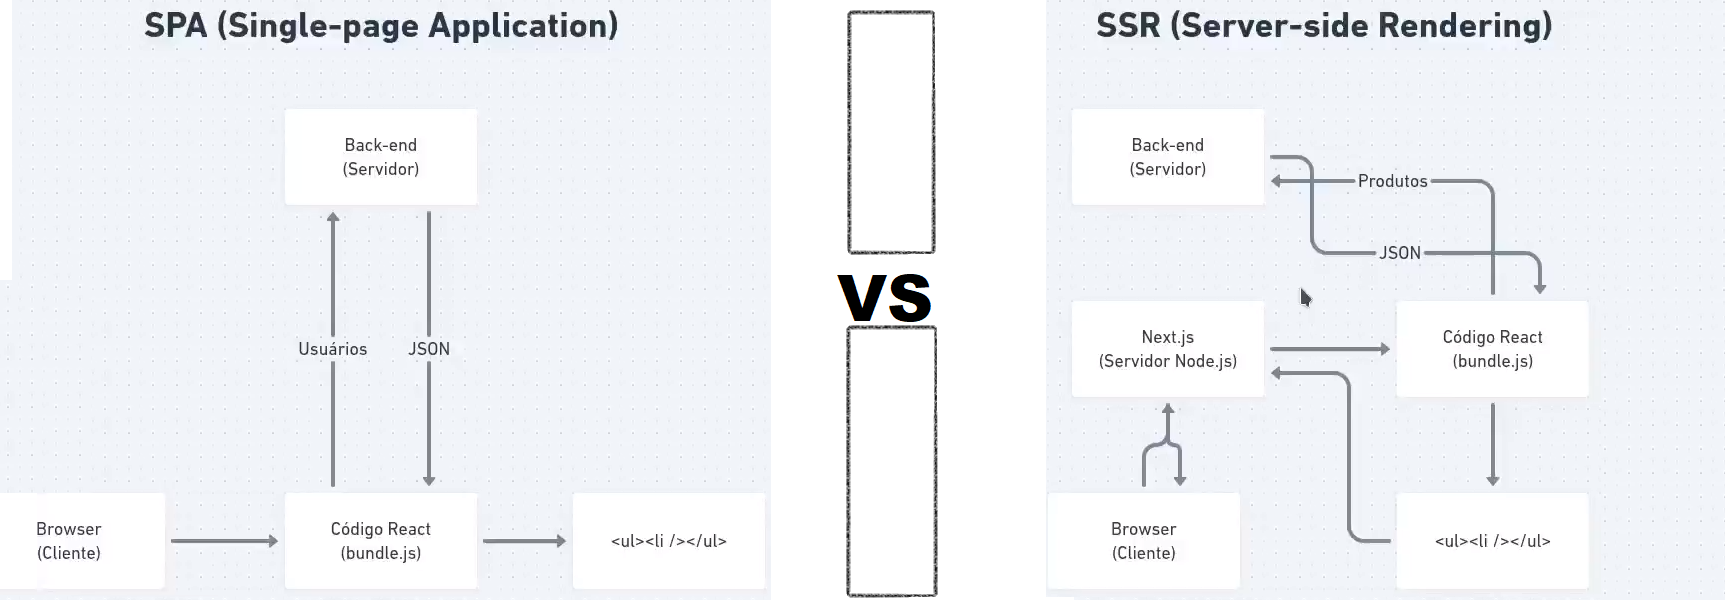 SPA (Single-page Application)
Back-end
(Servidor)
Usuários
JSON
Browser
(Cliente)
Código React
(bundle.js)
<ul><li /></ul>
VS
SSR (Server-side Rendering)
Back-end
(Servidor)
Produtos
JSON
Next.js
(Servidor Node.js)
Código React
(bundle.js)
Browser
(Cliente)
<ul><li /></ul>